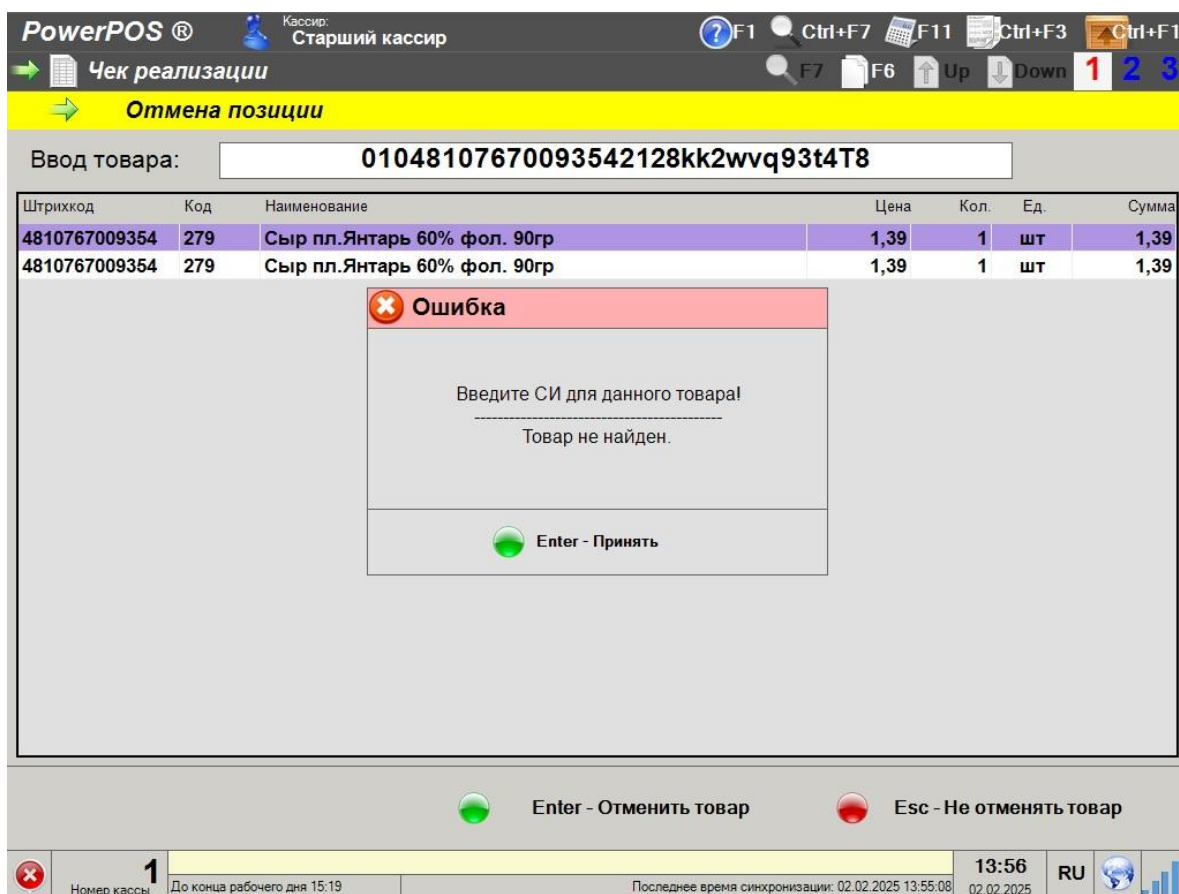 PowerPOS ® Кассир: F1 Ctrl+F7 F11 Ctrl+F3 Ctrl+F1
Старший кассир
Чек реализации F7 F6 Up Down 1 2 3
Отмена позиции
Ввод товара: 01048107670093542128kk2wvq93t4T8
Штрихкод Код Наименование Цена Кол. Ед. Сумма
4810767009354 279 Сыр пл.Янтарь 60% фол. 90гр 1,39 1 шт 1,39
4810767009354 279 Сыр пл.Янтарь 60% фол. 90гр 1,39 1 шт 1,39
Ошибка
Введите СИ для данного товара!
-------------------------------------------
Товар не найден.
Enter - Принять
Enter - Отменить товар Esc - Не отменять товар
1 13:56 RU
Номер кассы До конца рабочего дня 15:19 Последнее время синхронизации: 02.02.2025 13:55:08 02.02.2025